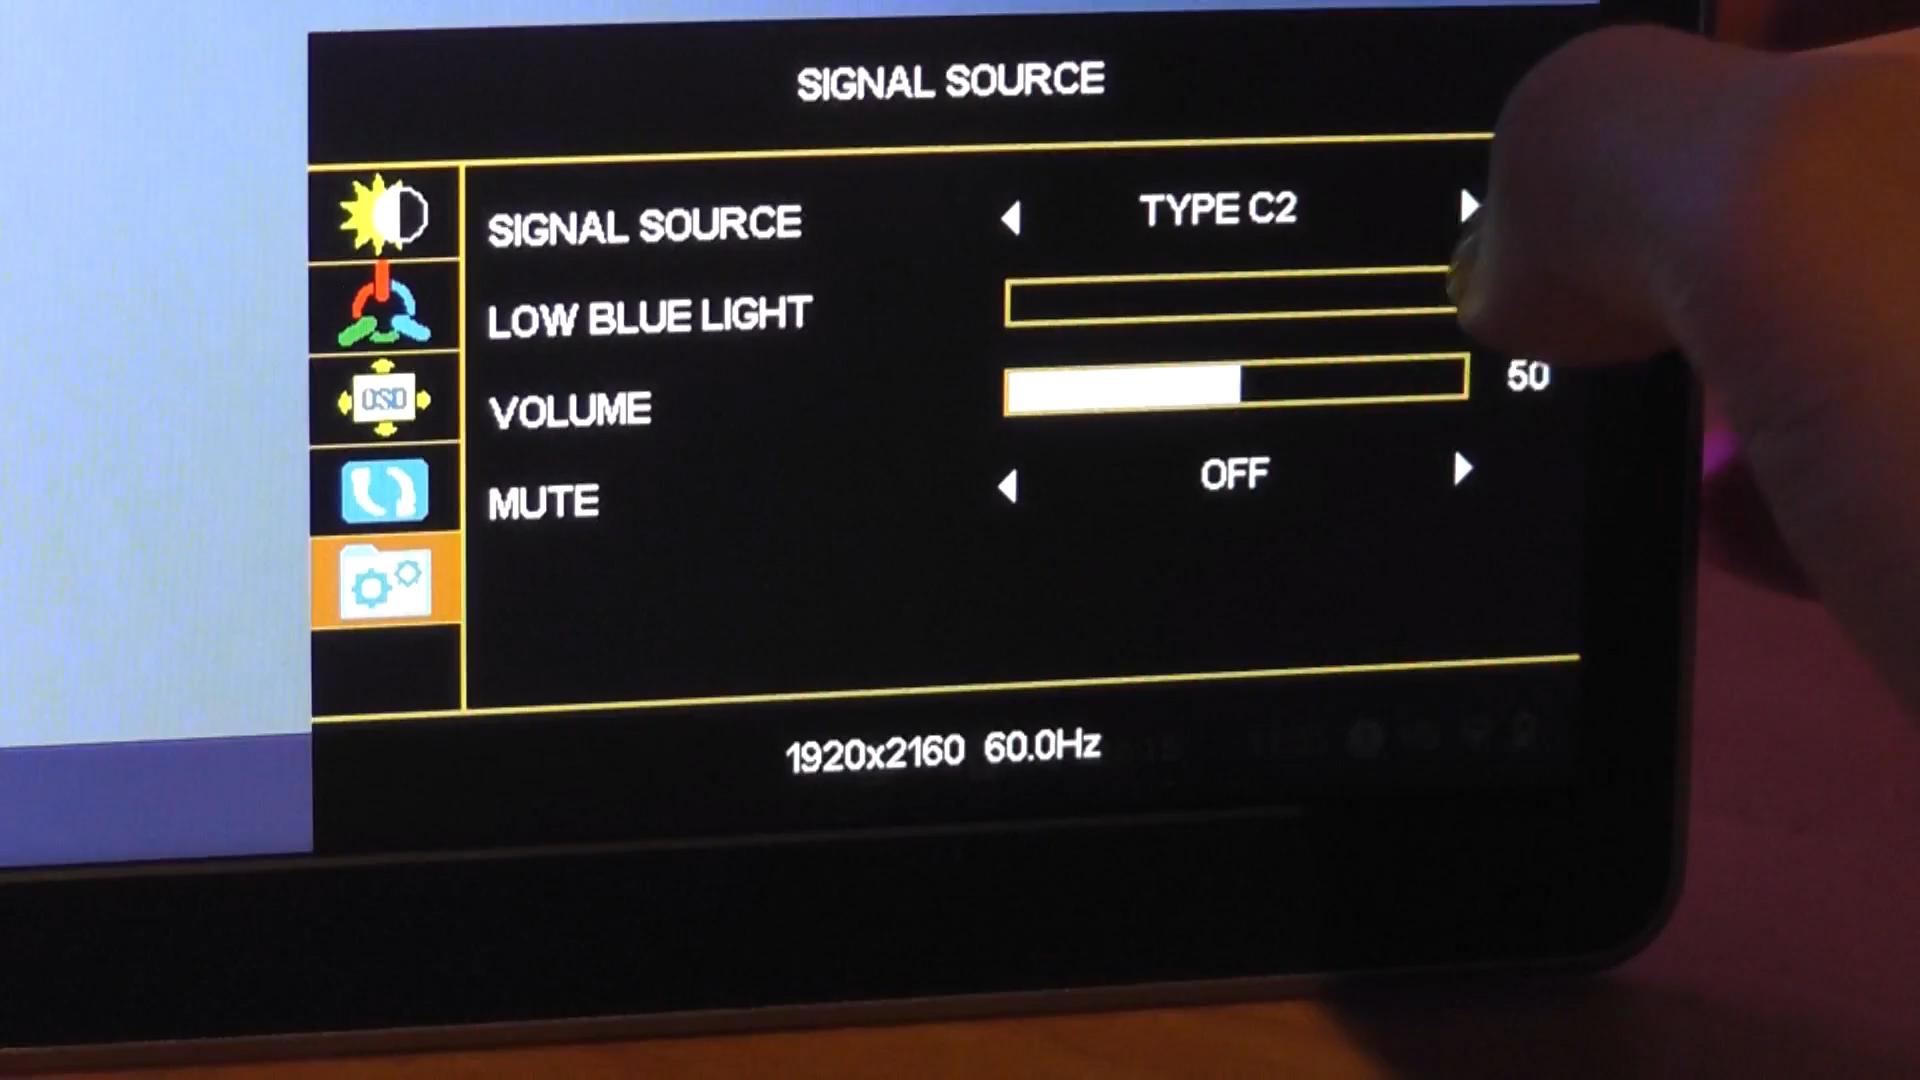 SIGNAL SOURCE
SIGNAL SOURCE TYPE C2
LOW BLUE LIGHT
VOLUME 50
OSD
MUTE OFF
1920x2160 60.0Hz